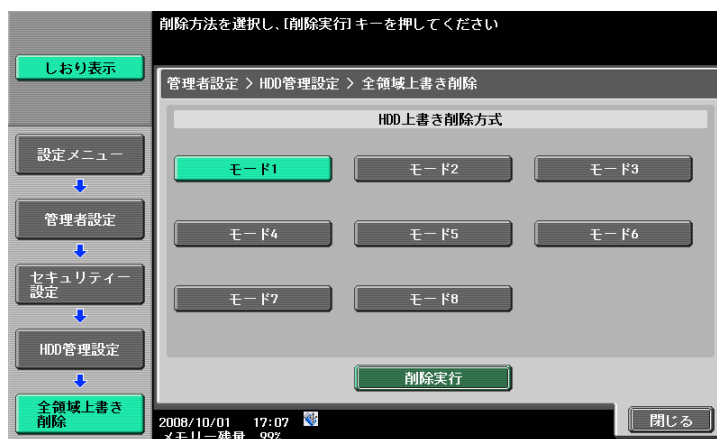 削除方法を選択し、[削除実行] キーを押してください
しおり表示
管理者設定 > HDD管理設定 > 全領域上書き削除
HDD上書き削除方式
モード1
モード2
モード3
モード4
モード5
モード6
モード7
モード8
削除実行
設定メニュー
管理者設定
セキュリティー
設定
HDD管理設定
全領域上書き
削除
2008/10/01 17:07
メモリー残量 99%
閉じる